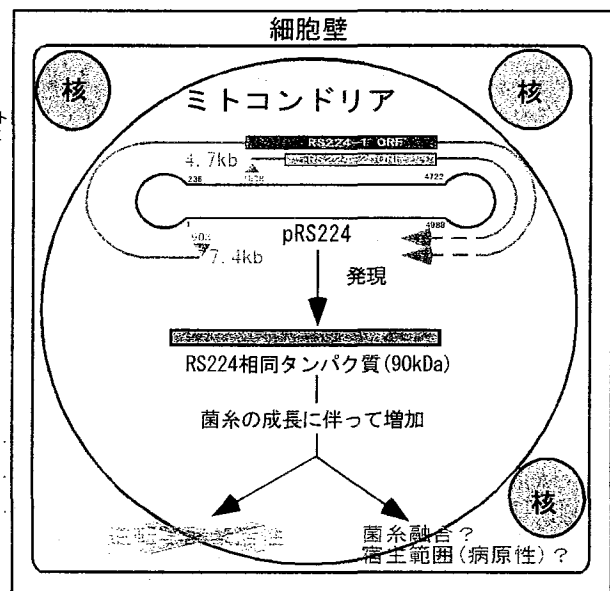 細胞壁
核
核
ミトコンドリア
RS224-1 ORF
4.7kb
236
4722
1
4988
7.4kb
pRS224
発現
RS224相同タンパク質(90kDa)
菌糸の成長に伴って増加
核
菌糸融合?
宿主範囲(病原性)?